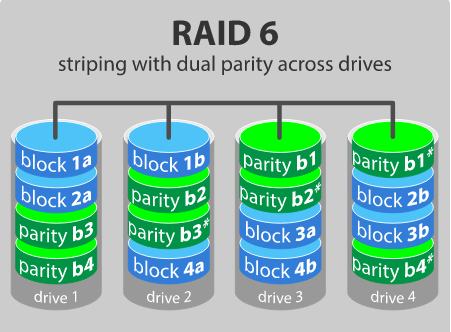 RAID 6
striping with dual parity across drives
block 1a
block 2a
parity b3
parity b4
drive 1
block 1b
parity b2
parity b3*
block 4a
drive 2
parity b1
parity b2*
block 3a
block 4b
drive 3
parity b1*
block 2b
block 3b
parity b4*
drive 4